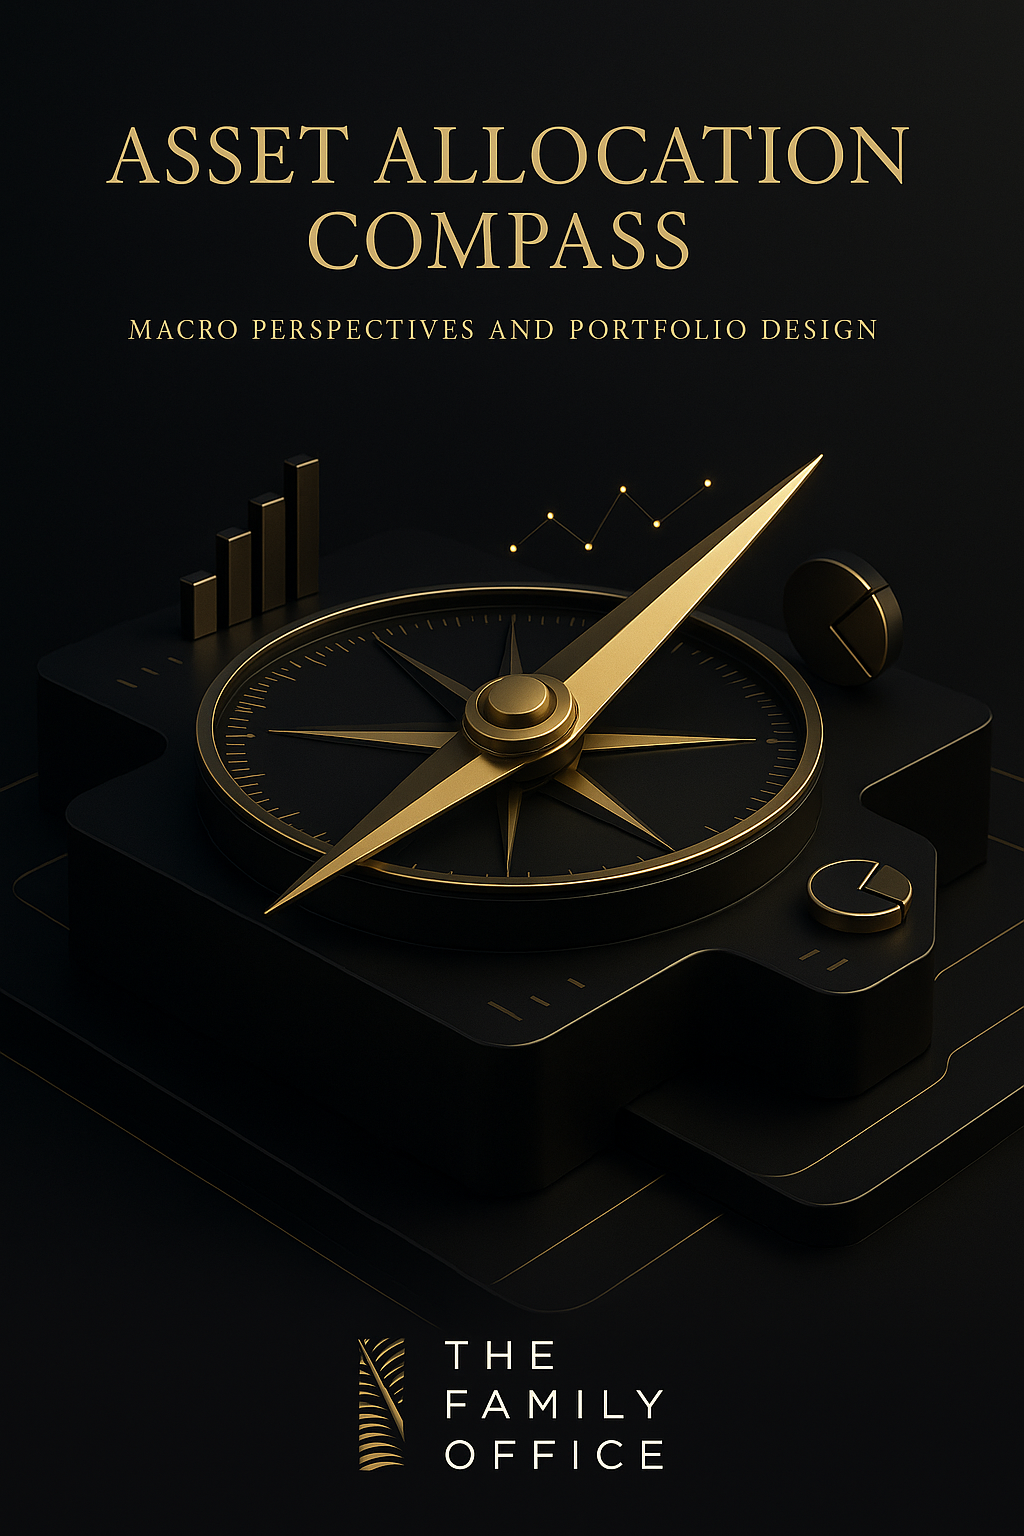 ASSET ALLOCATION
COMPASS
MACRO PERSPECTIVES AND PORTFOLIO DESIGN
THE
FAMILY
OFFICE